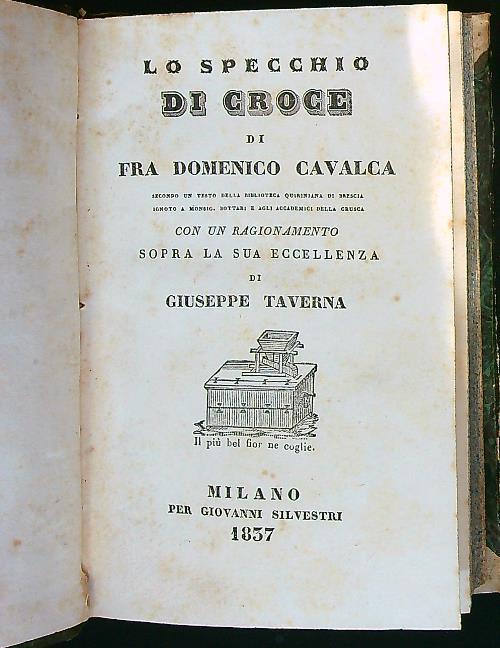 LO SPECCHIO
DI CROCE
DI
FRA DOMENICO CAVALCA
SECONDO UN TESTO DELLA BIBLIOTECA QUIRINIANA DI BRESCIA
IGNOTO A MONSIG. BOTTARI E AGLI ACCADEMICI DELLA CRUSCA
CON UN RAGIONAMENTO
SOPRA LA SUA ECCELLENZA
DI
GIUSEPPE TAVERNA
Il più bel fior ne coglie.
MILANO
PER GIOVANNI SILVESTRI
1837